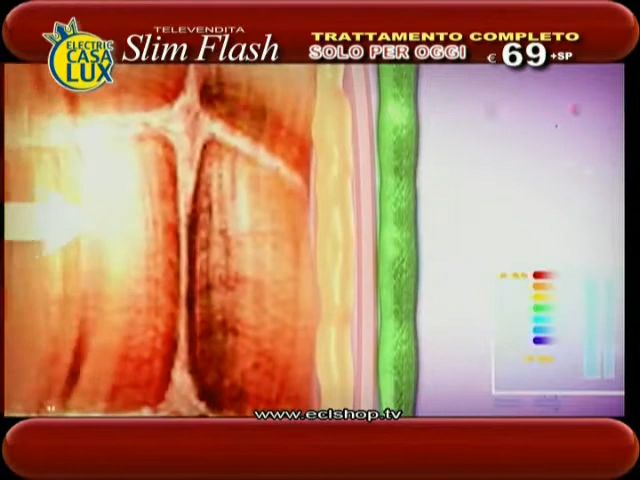 ELECTRIC
CASA
LUX
TELEVENDITA
Slim Flash
TRATTAMENTO COMPLETO
SOLO PER OGGI
€ 69 +SP
www.eclshop.tv